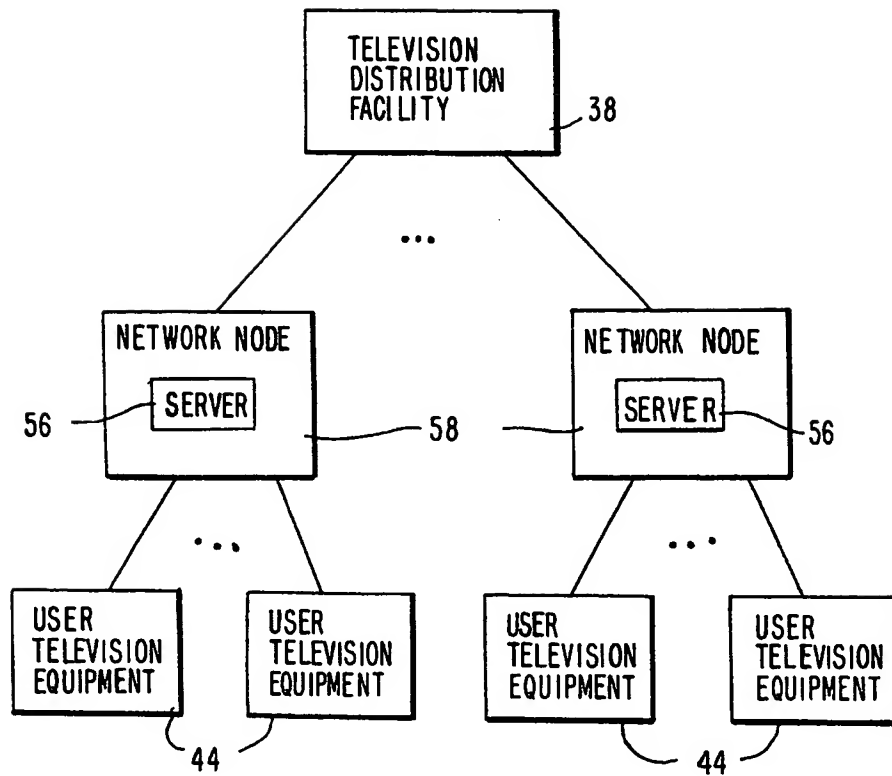 TELEVISION
DISTRIBUTION
FACILITY
38
...
NETWORK NODE
SERVER
56
58
NETWORK NODE
SERVER
56
...
...
USER
TELEVISION
EQUIPMENT
USER
TELEVISION
EQUIPMENT
USER
TELEVISION
EQUIPMENT
USER
TELEVISION
EQUIPMENT
44
44